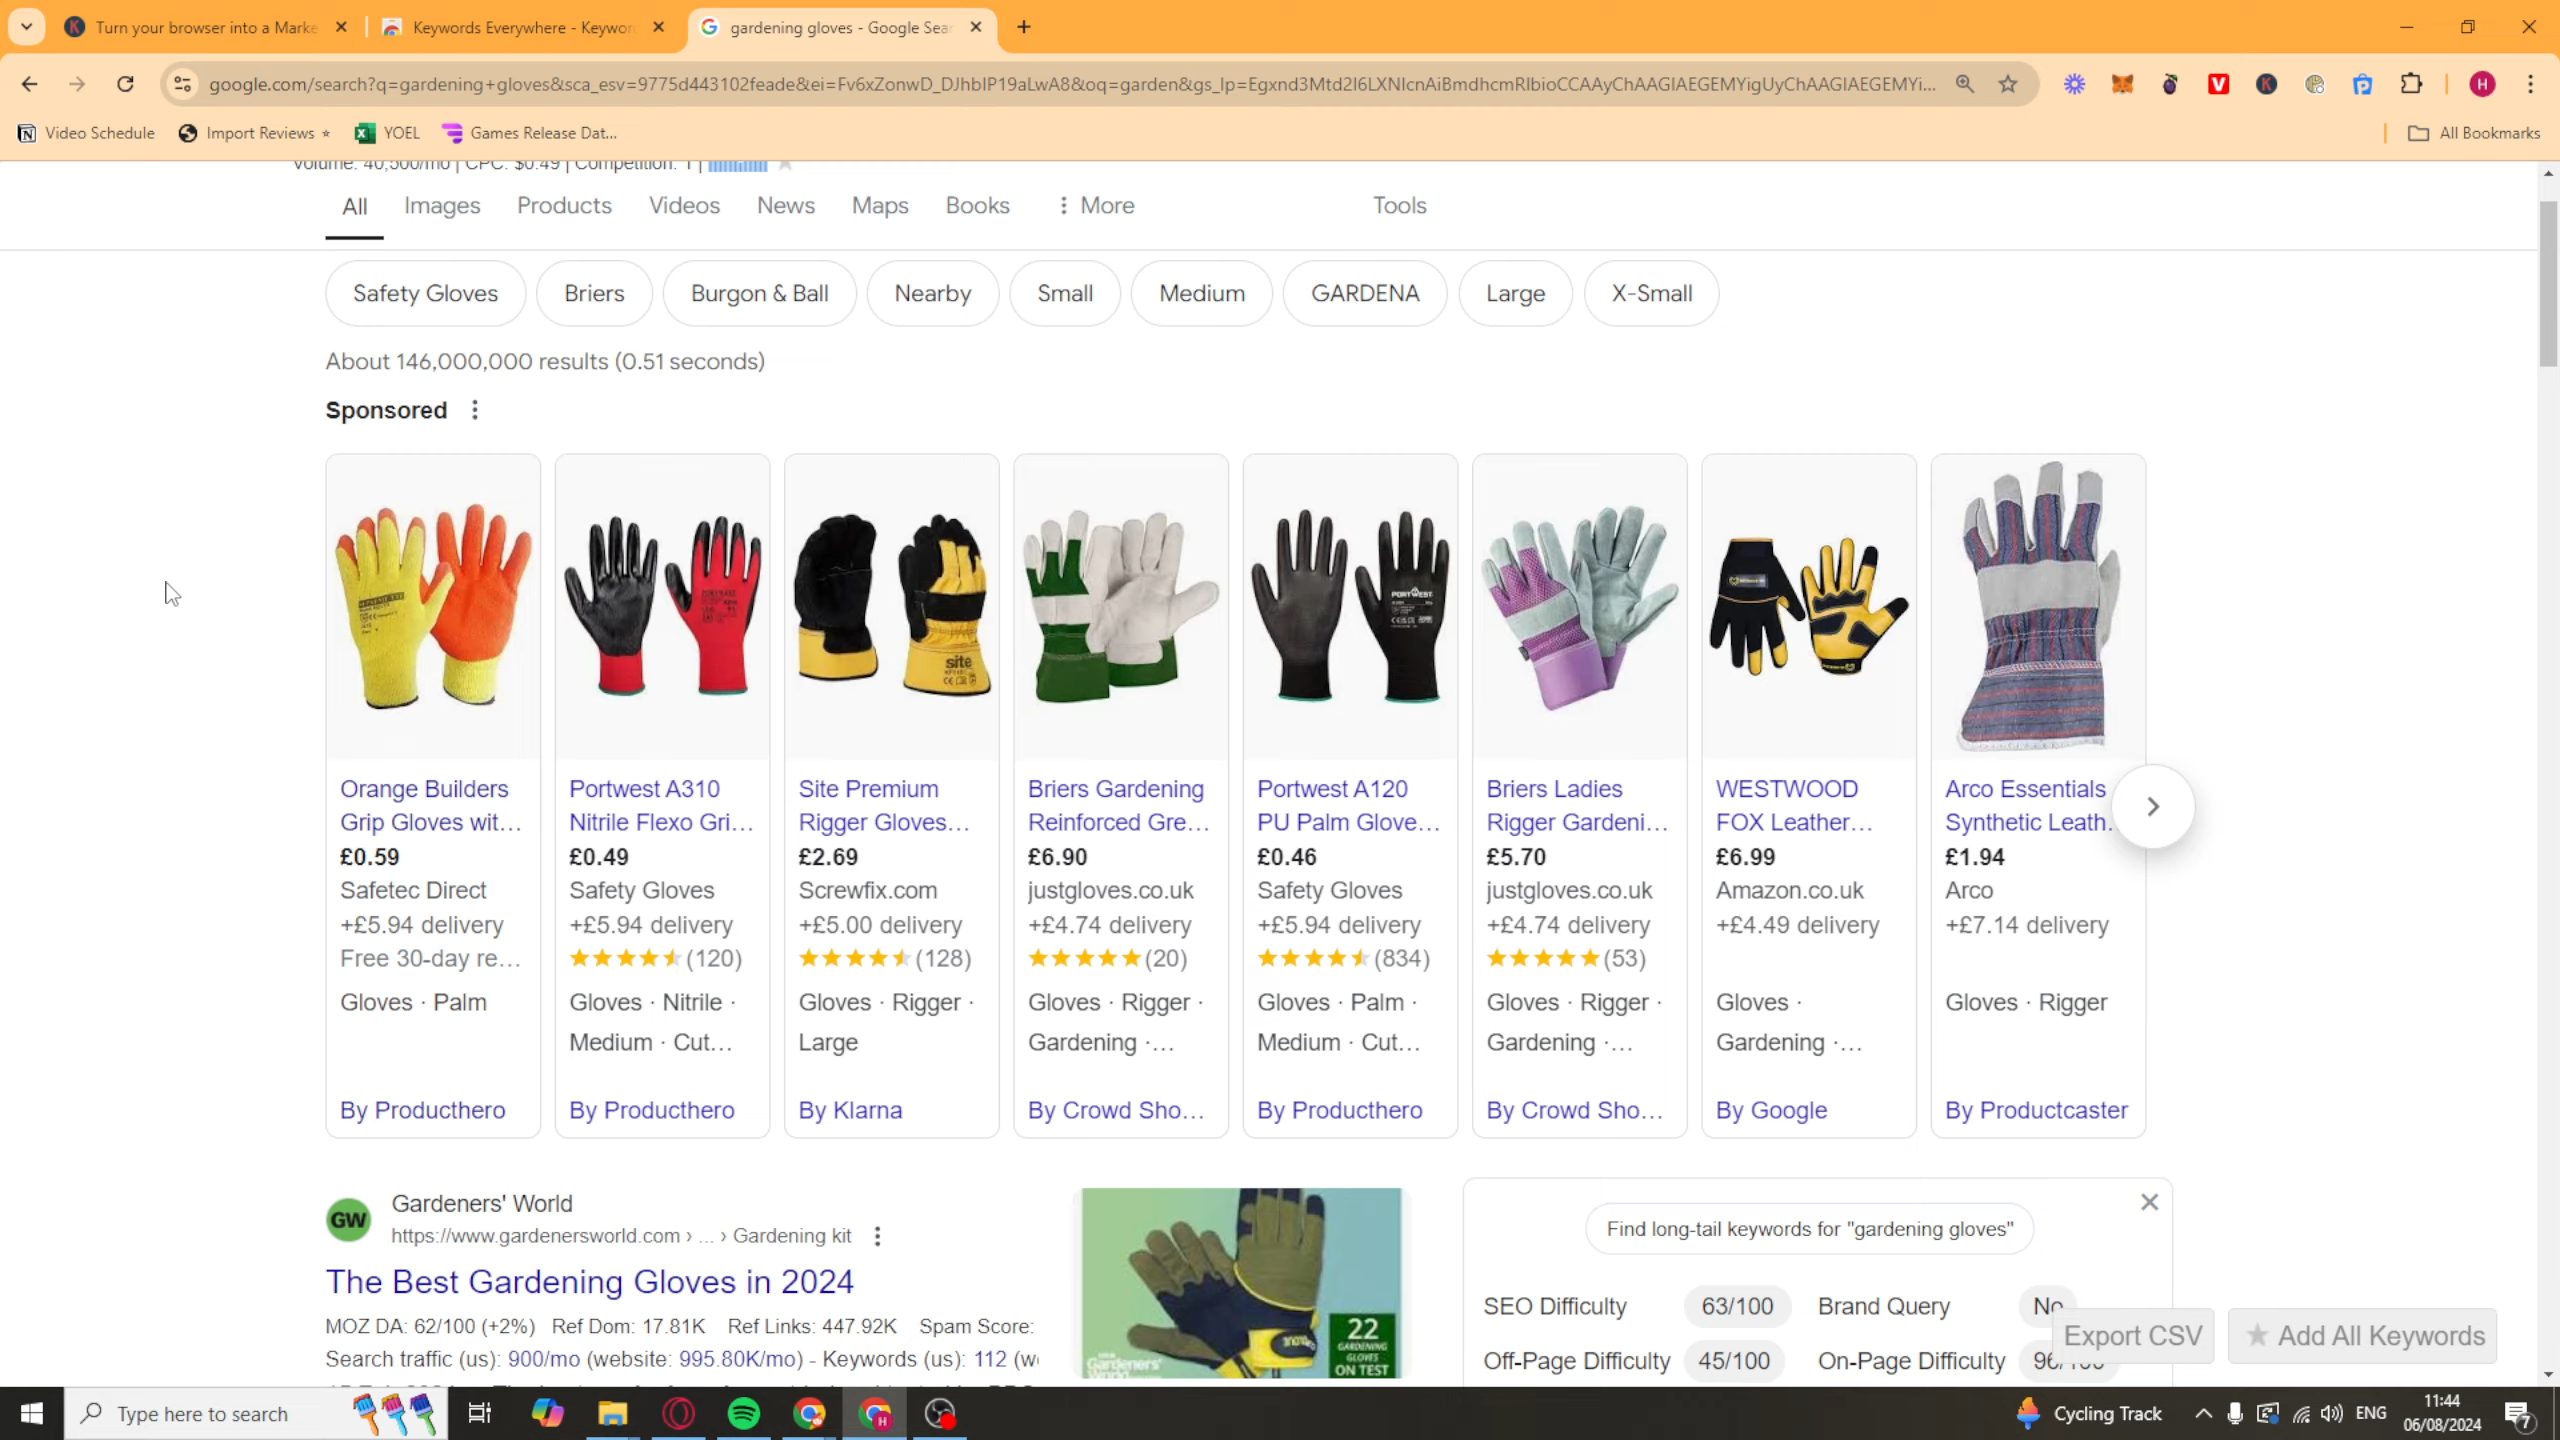 Turn your browser into a Marke
Keywords Everywhere - Keywor
gardening gloves - Google Sea
google.com/search?q=gardening+gloves&sca_esv=9775d443102feade&ei=Fv6xZonwD_DJhbIP19aLwA8&oq=garden&gs_lp=Egxnd3Mtd2l6LXNlcnAiBmdhcmRlbioCCAAyChAAGIAEGEMYigUyChAAGIAEGEMYi...
H
Video Schedule
Import Reviews ⭑
YOEL
Games Release Dat...
All Bookmarks
Volume: 40,500/mo | CPC: $0.49 | Competition: 1 |
All
Images
Products
Videos
News
Maps
Books
More
Tools
Safety Gloves
Briers
Burgon & Ball
Nearby
Small
Medium
GARDENA
Large
X-Small
About 146,000,000 results (0.51 seconds)
Sponsored
site
PORTWEST
Orange Builders
Grip Gloves wit...
£0.59
Safetec Direct
+£5.94 delivery
Free 30-day re...
Gloves · Palm
By Producthero
Portwest A310
Nitrile Flexo Gri...
£0.49
Safety Gloves
+£5.94 delivery
(120)
Gloves · Nitrile ·
Medium · Cut...
By Producthero
Site Premium
Rigger Gloves...
£2.69
Screwfix.com
+£5.00 delivery
(128)
Gloves · Rigger ·
Large
By Klarna
Briers Gardening
Reinforced Gre...
£6.90
justgloves.co.uk
+£4.74 delivery
(20)
Gloves · Rigger ·
Gardening ·...
By Crowd Sho...
Portwest A120
PU Palm Glove...
£0.46
Safety Gloves
+£5.94 delivery
(834)
Gloves · Palm ·
Medium · Cut...
By Producthero
Briers Ladies
Rigger Gardeni...
£5.70
justgloves.co.uk
+£4.74 delivery
(53)
Gloves · Rigger ·
Gardening ·...
By Crowd Sho...
WESTWOOD
FOX Leather...
£6.99
Amazon.co.uk
+£4.49 delivery
Gloves ·
Gardening ·...
By Google
Arco Essentials
Synthetic Leath.
£1.94
Arco
+£7.14 delivery
Gloves · Rigger
By Productcaster
GW
Gardeners' World
https://www.gardenersworld.com › ... › Gardening kit
The Best Gardening Gloves in 2024
MOZ DA: 62/100 (+2%) Ref Dom: 17.81K Ref Links: 447.92K Spam Score:
Search traffic (us): 900/mo (website: 995.80K/mo) - Keywords (us): 112 (w
Gardeners'
22
GARDENING
GLOVES
ON TEST
Find long-tail keywords for "gardening gloves"
SEO Difficulty 63/100 Brand Query No
Off-Page Difficulty 45/100 On-Page Difficulty
Export CSV
Add All Keywords
Type here to search
Cycling Track
ENG
11:44
06/08/2024
7